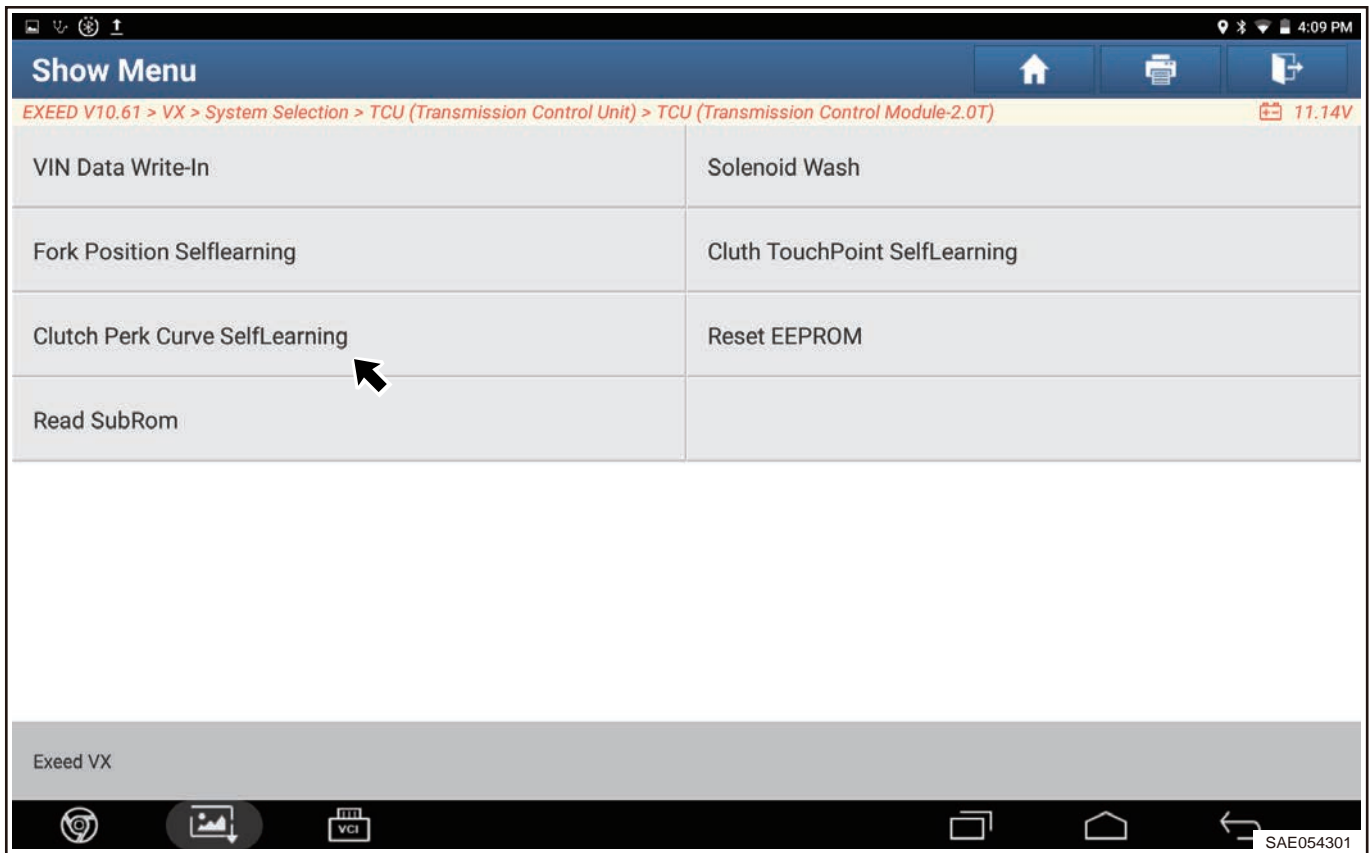 4:09 PM
Show Menu
EXEED V10.61 > VX > System Selection > TCU (Transmission Control Unit) > TCU (Transmission Control Module-2.0T) 11.14V
VIN Data Write-In
Solenoid Wash
Fork Position Selflearning
Cluth TouchPoint SelfLearning
Clutch Perk Curve SelfLearning
Reset EEPROM
Read SubRom
Exeed VX
VCI
SAE054301